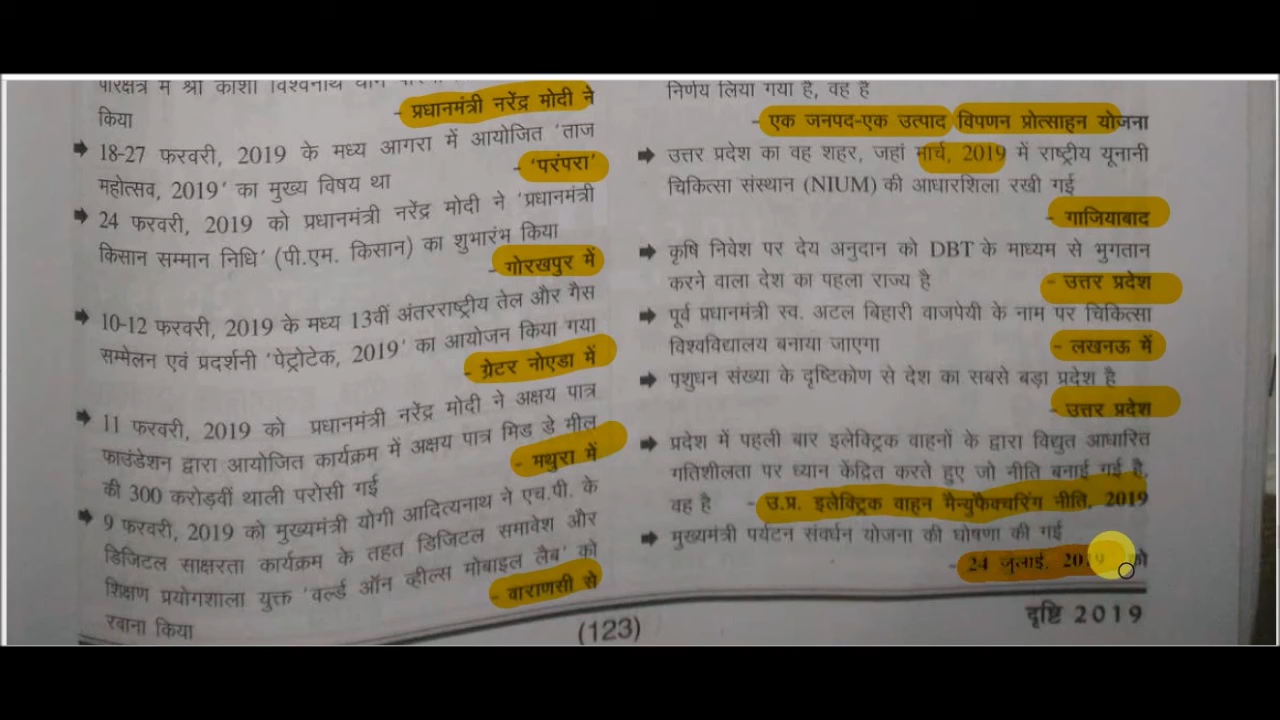 परिक्षेत्र में श्री काशी विश्वनाथ
किया
- प्रधानमंत्री नरेंद्र मोदी ने
18-27 फरवरी, 2019 के मध्य आगरा में आयोजित 'ताज
महोत्सव, 2019' का मुख्य विषय था
- 'परंपरा'
24 फरवरी, 2019 को प्रधानमंत्री नरेंद्र मोदी ने 'प्रधानमंत्री
किसान सम्मान निधि' (पी.एम. किसान) का शुभारंभ किया
- गोरखपुर में
10-12 फरवरी, 2019 के मध्य 13वीं अंतरराष्ट्रीय तेल और गैस
सम्मेलन एवं प्रदर्शनी 'पेट्रोटेक, 2019' का आयोजन किया गया
- ग्रेटर नोएडा में
11 फरवरी, 2019 को प्रधानमंत्री नरेंद्र मोदी ने अक्षय पात्र
फाउंडेशन द्वारा आयोजित कार्यक्रम में अक्षय पात्र मिड डे मील
की 300 करोड़वीं थाली परोसी गई
- मथुरा में
9 फरवरी, 2019 को मुख्यमंत्री योगी आदित्यनाथ ने एच.पी. के
डिजिटल साक्षरता कार्यक्रम के तहत डिजिटल समावेश और
शिक्षण प्रयोगशाला युक्त 'वर्ल्ड ऑन व्हील्स मोबाइल लैब' को
रवाना किया
- वाराणसी से
निर्णय लिया गया है, वह है
- एक जनपद-एक उत्पाद विपणन प्रोत्साहन योजना
उत्तर प्रदेश का वह शहर, जहां मार्च, 2019 में राष्ट्रीय यूनानी
चिकित्सा संस्थान (NIUM) की आधारशिला रखी गई
- गाजियाबाद
कृषि निवेश पर देय अनुदान को DBT के माध्यम से भुगतान
करने वाला देश का पहला राज्य है - उत्तर प्रदेश
पूर्व प्रधानमंत्री स्व. अटल बिहारी वाजपेयी के नाम पर चिकित्सा
विश्वविद्यालय बनाया जाएगा - लखनऊ में
पशुधन संख्या के दृष्टिकोण से देश का सबसे बड़ा प्रदेश है
- उत्तर प्रदेश
प्रदेश में पहली बार इलेक्ट्रिक वाहनों के द्वारा विद्युत आधारित
गतिशीलता पर ध्यान केंद्रित करते हुए जो नीति बनाई गई है,
वह है - उ.प्र. इलेक्ट्रिक वाहन मैन्युफैक्चरिंग नीति, 2019
मुख्यमंत्री पर्यटन संवर्धन योजना की घोषणा की गई
- 24 जुलाई, 2019 को
(123)
दृष्टि 2019